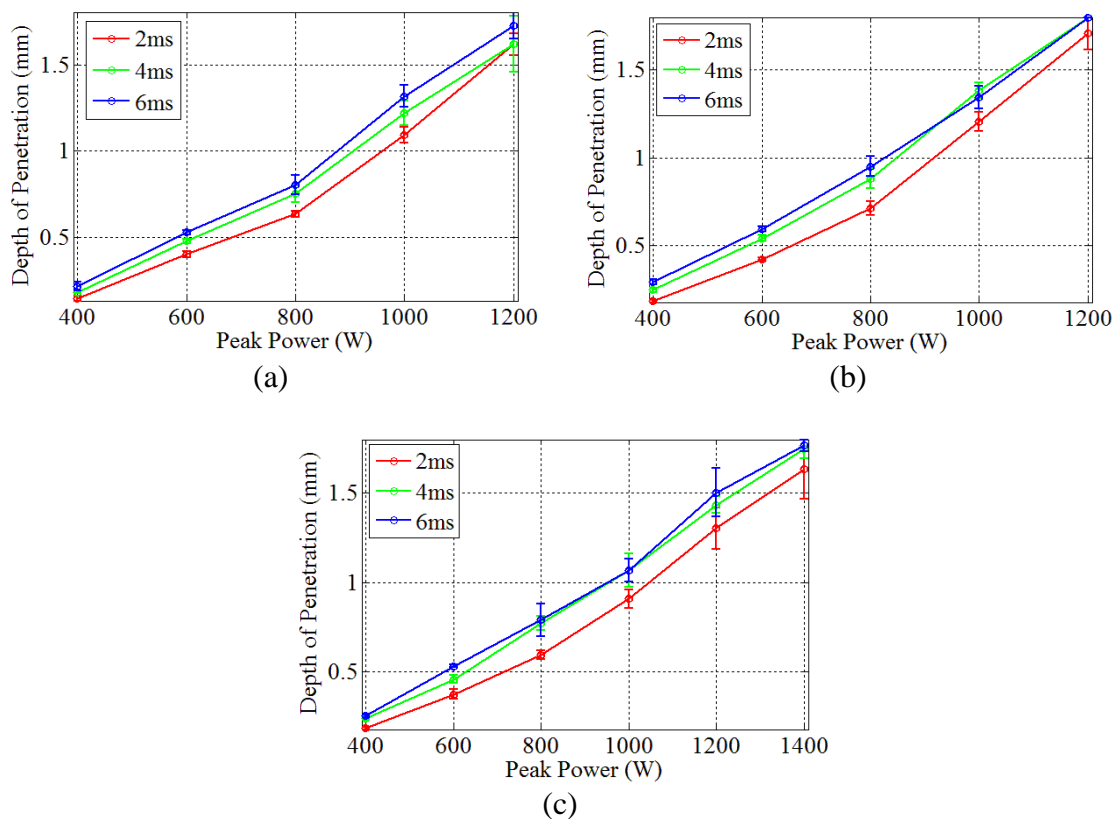 2ms
4ms
6ms
Depth of Penetration (mm)
1.5
1
0.5
400 600 800 1000 1200
Peak Power (W)
(a)
2ms
4ms
6ms
Depth of Penetration (mm)
1.5
1
0.5
400 600 800 1000 1200
Peak Power (W)
(b)
2ms
4ms
6ms
Depth of Penetration (mm)
1.5
1
0.5
400 600 800 1000 1200 1400
Peak Power (W)
(c)